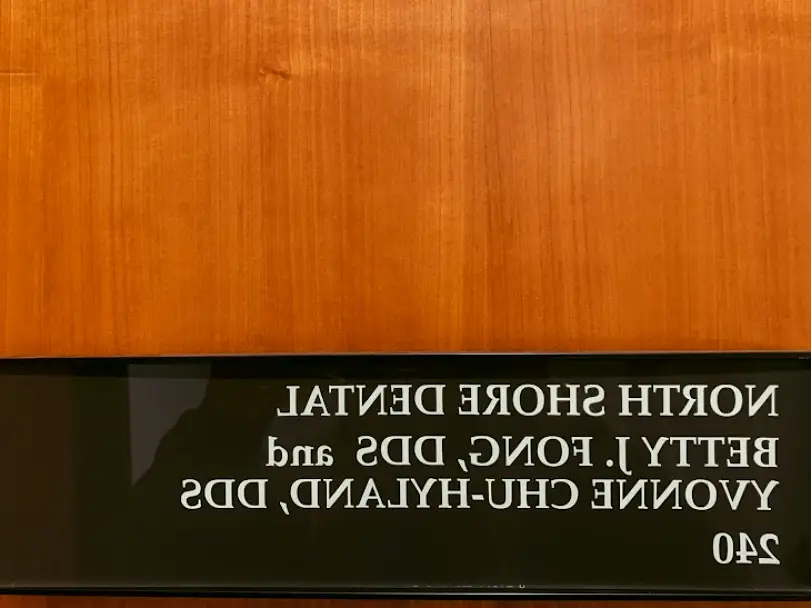 NORTH SHORE DENTAL
BETTY J. FONG, DDS and
YVONNE CHU-HYLAND, DDS
240